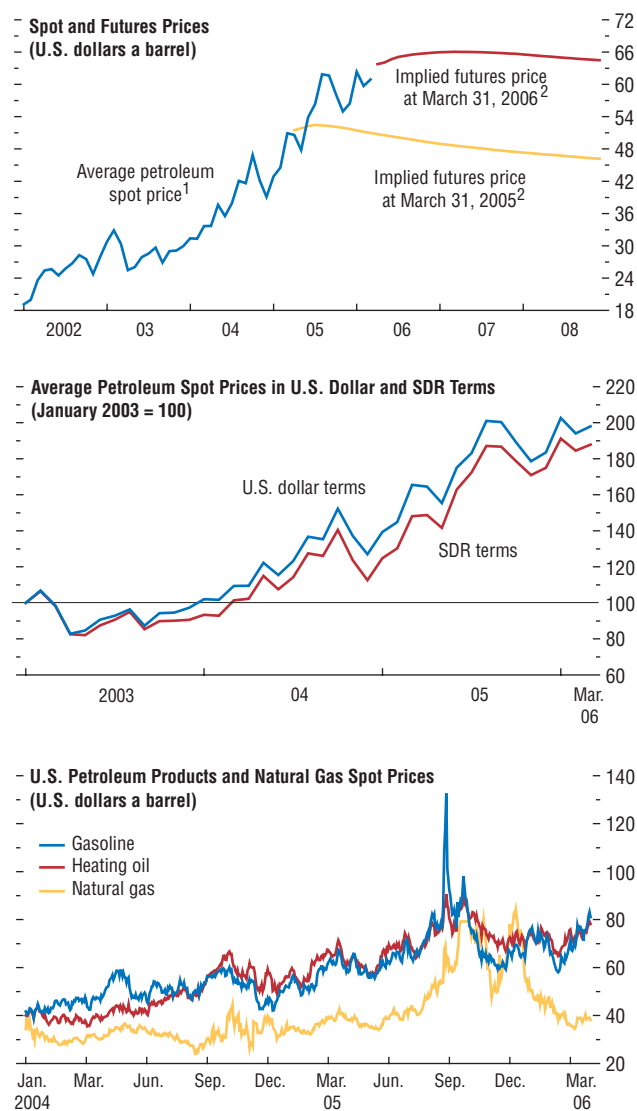 Spot and Futures Prices
(U.S. dollars a barrel)
72
66
60
54
48
42
36
30
24
18
Implied futures price
at March 31, 2006²
Average petroleum
spot price¹
Implied futures price
at March 31, 2005²
2002 03 04 05 06 07 08
Average Petroleum Spot Prices in U.S. Dollar and SDR Terms
(January 2003 = 100)
220
200
180
160
140
120
100
80
60
U.S. dollar terms
SDR terms
2003 04 05 Mar.
06
U.S. Petroleum Products and Natural Gas Spot Prices
(U.S. dollars a barrel)
140
120
100
80
60
40
20
Gasoline
Heating oil
Natural gas
Jan. Mar. Jun. Sep. Dec. Mar. Jun. Sep. Dec. Mar.
2004 05 06